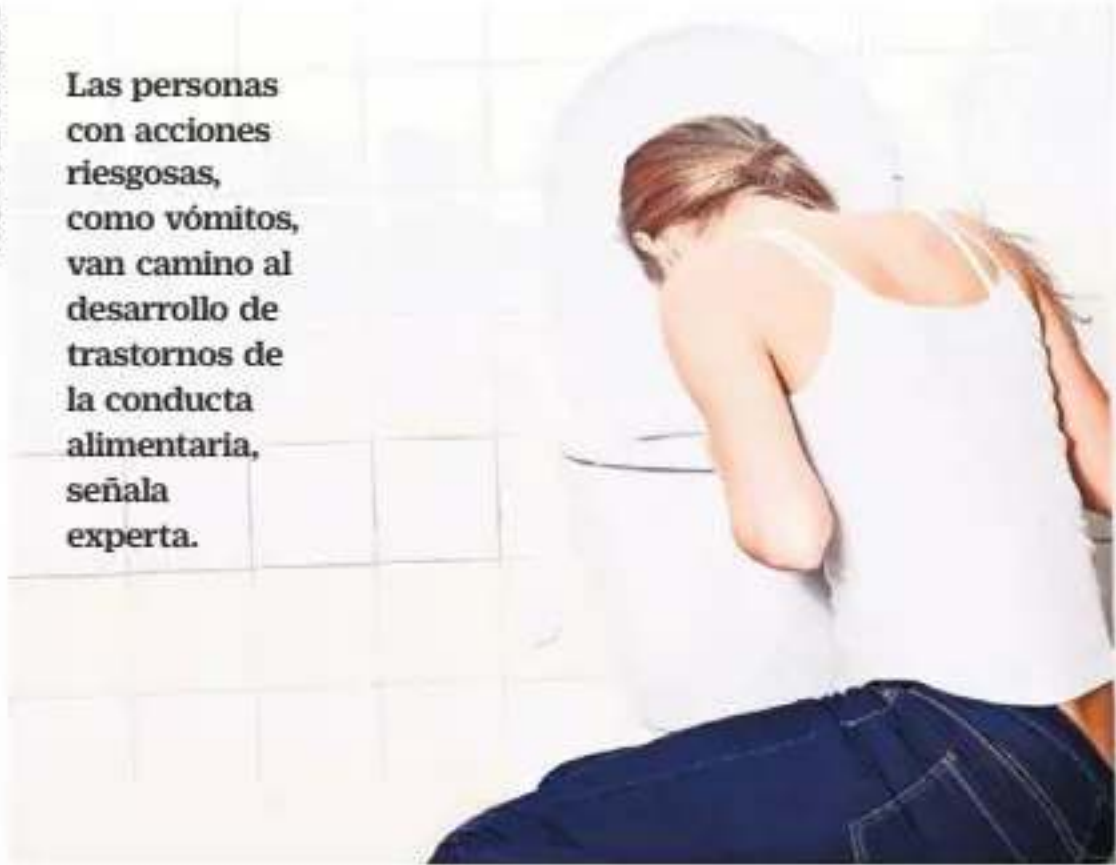 Las personas
con acciones
riesgosas,
como vómitos,
van camino al
desarrollo de
trastornos de
la conducta
alimentaria,
señala
experta.